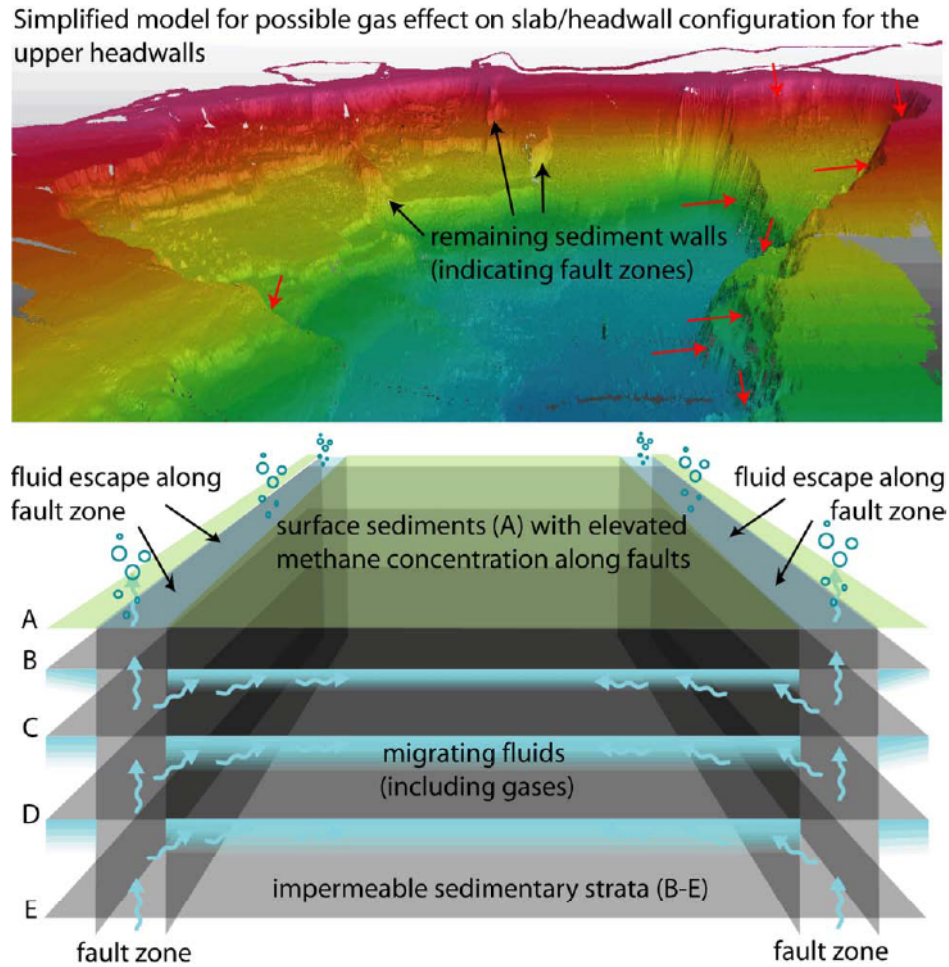 Simplified model for possible gas effect on slab/headwall configuration for the
upper headwalls
remaining sediment walls
(indicating fault zones)
fluid escape along
fault zone
fluid escape along
fault zone
surface sediments (A) with elevated
methane concentration along faults
A
B
C
migrating fluids
(including gases)
D
impermeable sedimentary strata (B-E)
E
fault zone
fault zone